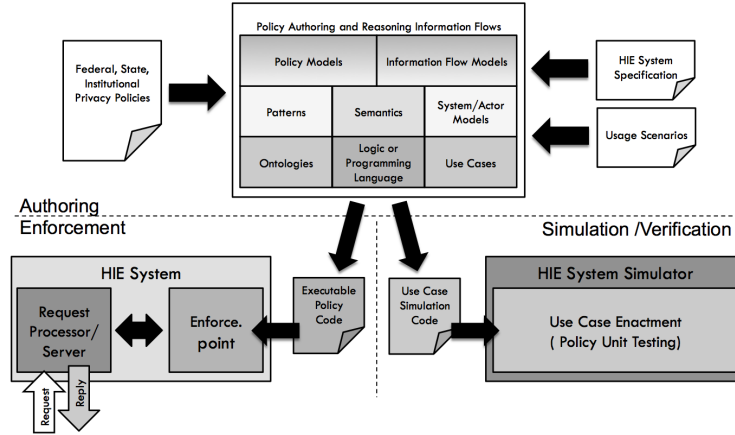 Policy Authoring and Reasoning Information Flows
Federal, State,
Institutional
Privacy Policies
Policy Models
Information Flow Models
HIE System
Specification
Patterns
Semantics
System/Actor
Models
Usage Scenarios
Ontologies
Logic or
Programming
Language
Use Cases
Authoring
Enforcement
Simulation /Verification
HIE System
Request
Processor/
Server
Enforce.
point
Executable
Policy
Code
Use Case
Simulation
Code
HIE System Simulator
Use Case Enactment
( Policy Unit Testing)
Request
Reply